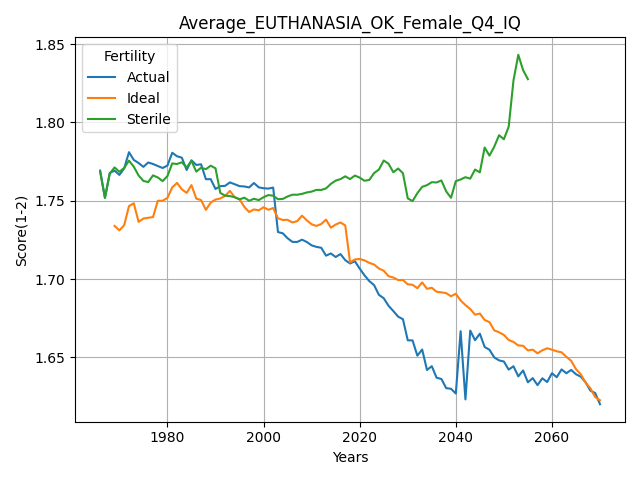 Average_EUTHANASIA_OK_Female_Q4_IQ
Score(1-2)
1.85
1.80
1.75
1.70
1.65
Fertility
Actual
Ideal
Sterile
1980
2000
2020
2040
2060
Years